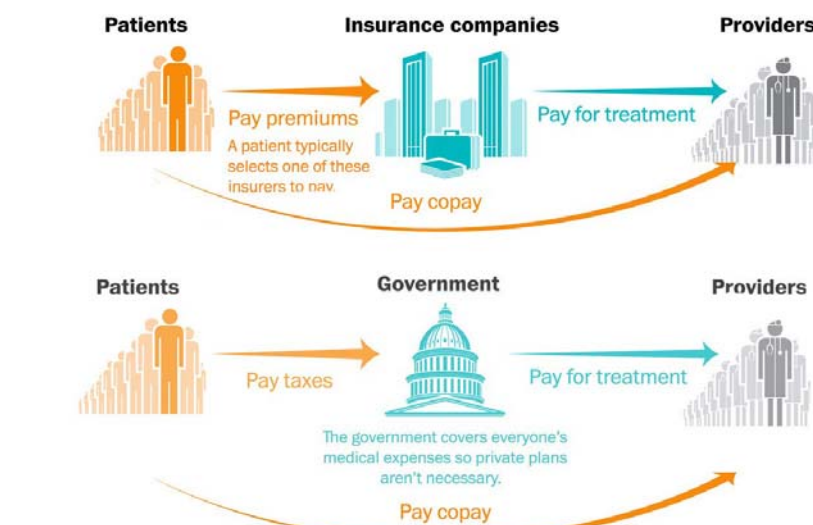 Patients
Insurance companies
Providers
Pay premiums
A patient typically
selects one of these
insurers to pay.
Pay for treatment
Pay copay
Patients
Government
Providers
Pay taxes
Pay for treatment
The government covers everyone's
medical expenses so private plans
aren't necessary.
Pay copay